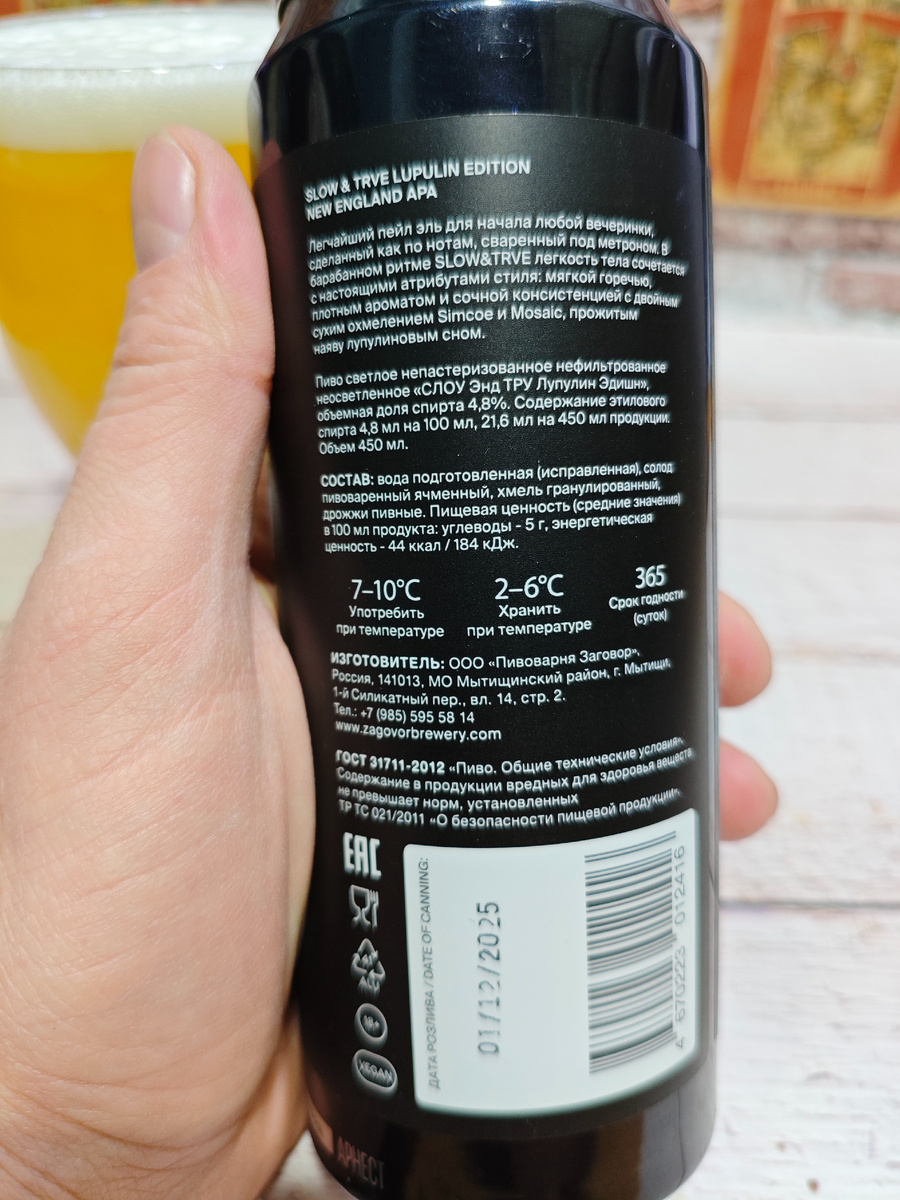 SLOW & TRVE LUPULIN EDITION
NEW ENGLAND APA
Легчайший пейл эль для начала любой вечеринки,
сделанный как по нотам, сваренный под метроном. В
барабанном ритме SLOW&TRVE легкость тела сочетается
с настоящими атрибутами стиля: мягкой горечью,
плотным ароматом и сочной консистенцией с двойным
сухим охмелением Simcoe и Mosaic, прожитым
наяву лупулиновым сном.
Пиво светлое непастеризованное нефильтрованное
неосветленное «СЛОУ Энд ТРУ Лупулин Эдишн»,
объемная доля спирта 4,8%. Содержание этилового
спирта 4,8 мл на 100 мл, 21,6 мл на 450 мл продукции.
Объем 450 мл.
СОСТАВ: вода подготовленная (исправленная), солод
пивоваренный ячменный, хмель гранулированный,
дрожжи пивные. Пищевая ценность (средние значения)
в 100 мл продукта: углеводы - 5 г, энергетическая
ценность - 44 ккал / 184 кДж.
7–10°C
Употребить
при температуре
2–6°C
Хранить
при температуре
365
Срок годности
(суток)
ИЗГОТОВИТЕЛЬ: ООО «Пивоварня Заговор»,
Россия, 141013, МО Мытищинский район, г. Мытищи,
1-й Силикатный пер., вл. 14, стр. 2.
Тел.: +7 (985) 595 58 14
www.zagovorbrewery.com
ГОСТ 31711-2012 «Пиво. Общие технические условия».
Содержание в продукции вредных для здоровья веществ
не превышает норм, установленных
ТР ТС 021/2011 «О безопасности пищевой продукции».
EAC
18+
VEGAN
ДАТА РОЗЛИВА / DATE OF CANNING:
01/12/2025
4 670223 012416
АРНЕСТ